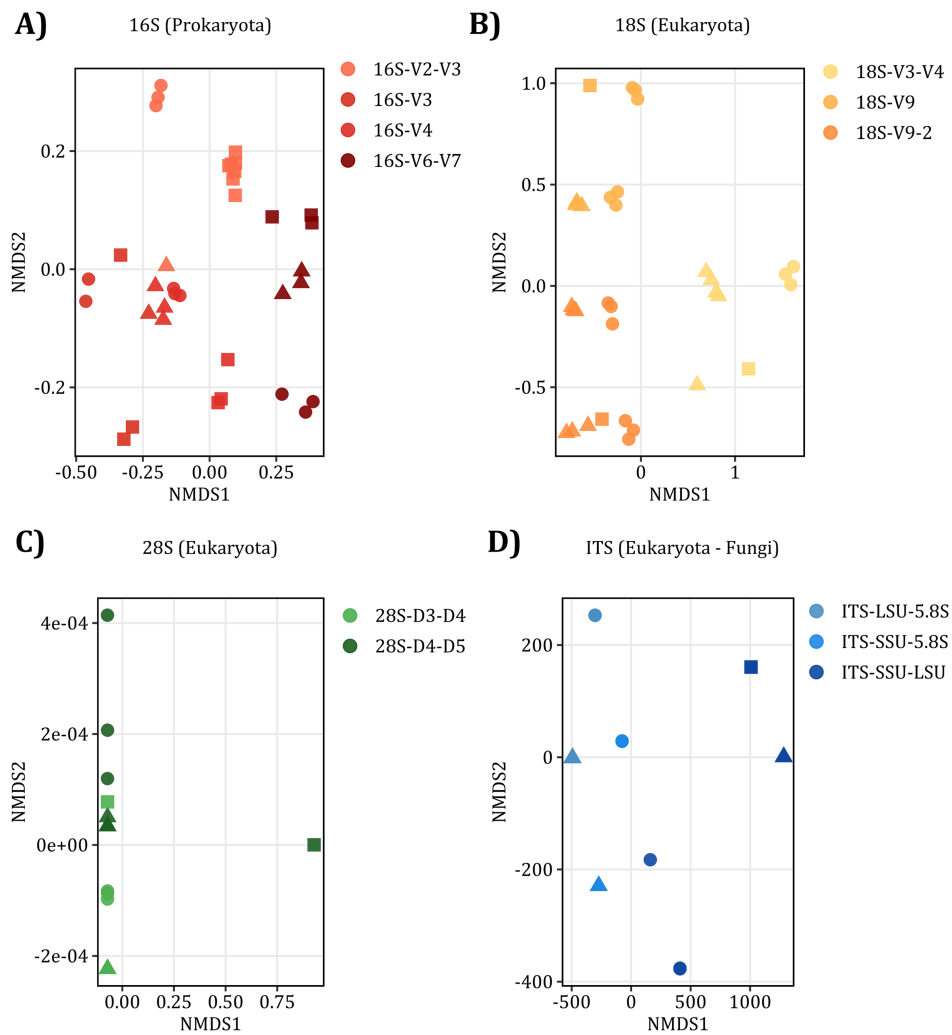 A)
16S (Prokaryota)
16S-V2-V3
16S-V3
16S-V4
16S-V6-V7
0.2
0.0
-0.2
NMDS2
-0.50
-0.25
0.00
0.25
NMDS1
B)
18S (Eukaryota)
18S-V3-V4
18S-V9
18S-V9-2
1.0
0.5
0.0
-0.5
NMDS2
0
1
NMDS1
C)
28S (Eukaryota)
28S-D3-D4
28S-D4-D5
4e-04
2e-04
0e+00
-2e-04
NMDS2
0.00
0.25
0.50
0.75
NMDS1
D)
ITS (Eukaryota - Fungi)
ITS-LSU-5.8S
ITS-SSU-5.8S
ITS-SSU-LSU
200
0
-200
-400
NMDS2
-500
0
500
1000
NMDS1